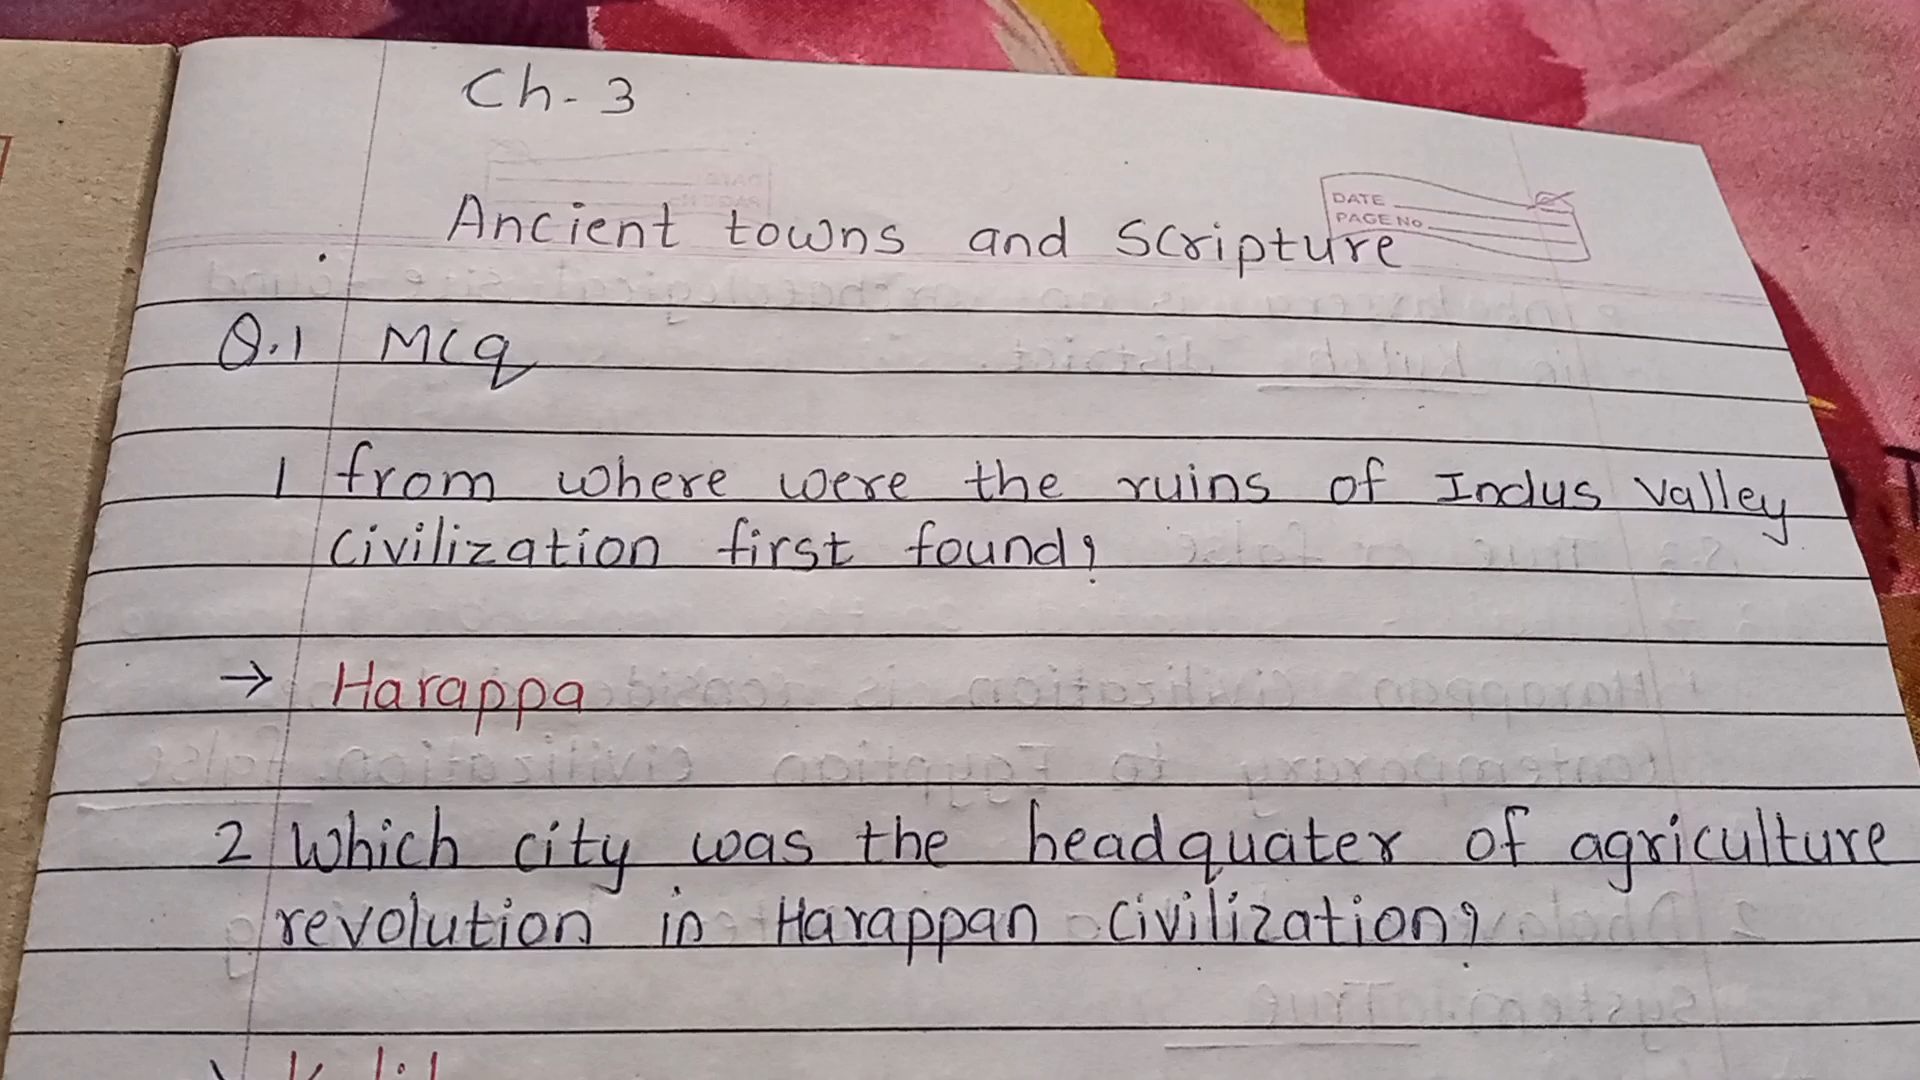 Ch-3
DATE
PAGE No.
Ancient towns and Scripture
Q.1 MCq
1 from where were the ruins of Indus valley
civilization first found?
→ Harappa
2 Which city was the headquater of agriculture
revolution in Harappan civilization?